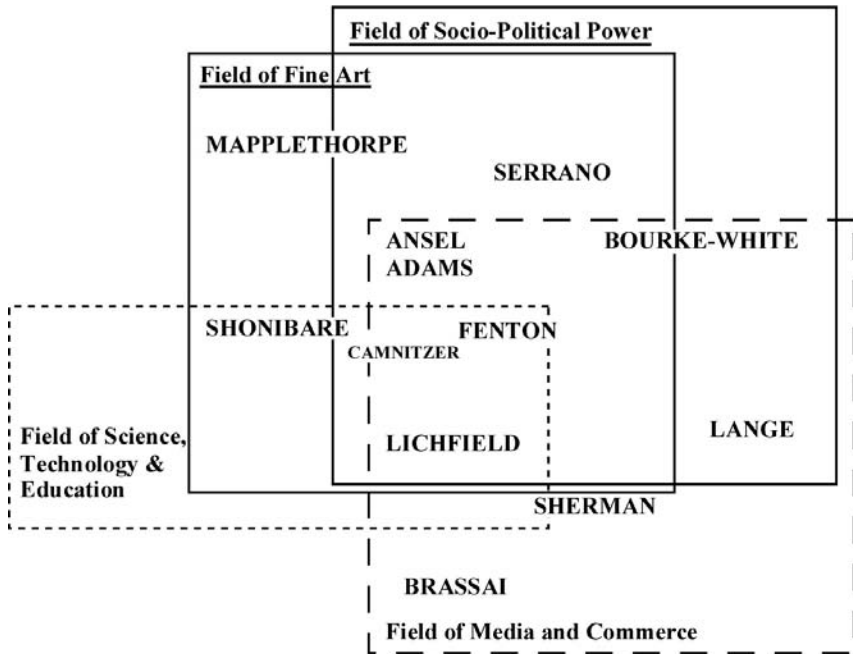 Field of Socio-Political Power
Field of Fine Art
MAPPLETHORPE
SERRANO
ANSEL
ADAMS
BOURKE-WHITE
SHONIBARE
FENTON
CAMNITZER
Field of Science,
Technology &
Education
LICHFIELD
LANGE
SHERMAN
BRASSAI
Field of Media and Commerce